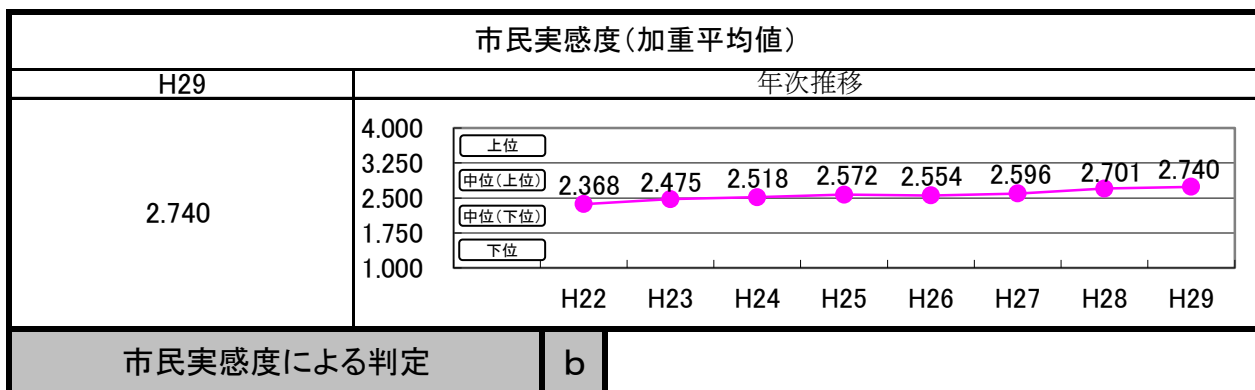 市民実感度(加重平均値)
H29 年次推移
2.740
4.000
3.250
2.500
1.750
1.000
上位
中位(上位)
中位(下位)
下位
2.368 2.475 2.518 2.572 2.554 2.596 2.701 2.740
H22 H23 H24 H25 H26 H27 H28 H29
市民実感度による判定 b